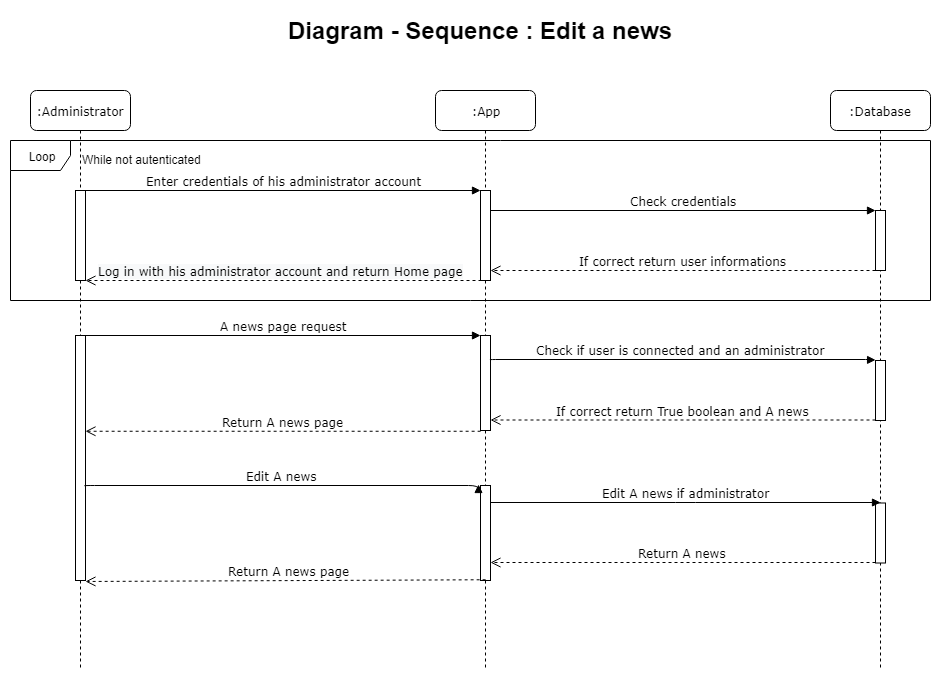 Diagram - Sequence : Edit a news
:Administrator
:App
:Database
Loop
While not autenticated
Enter credentials of his administrator account
Check credentials
If correct return user informations
Log in with his administrator account and return Home page
A news page request
Check if user is connected and an administrator
If correct return True boolean and A news
Return A news page
Edit A news
Edit A news if administrator
Return A news
Return A news page